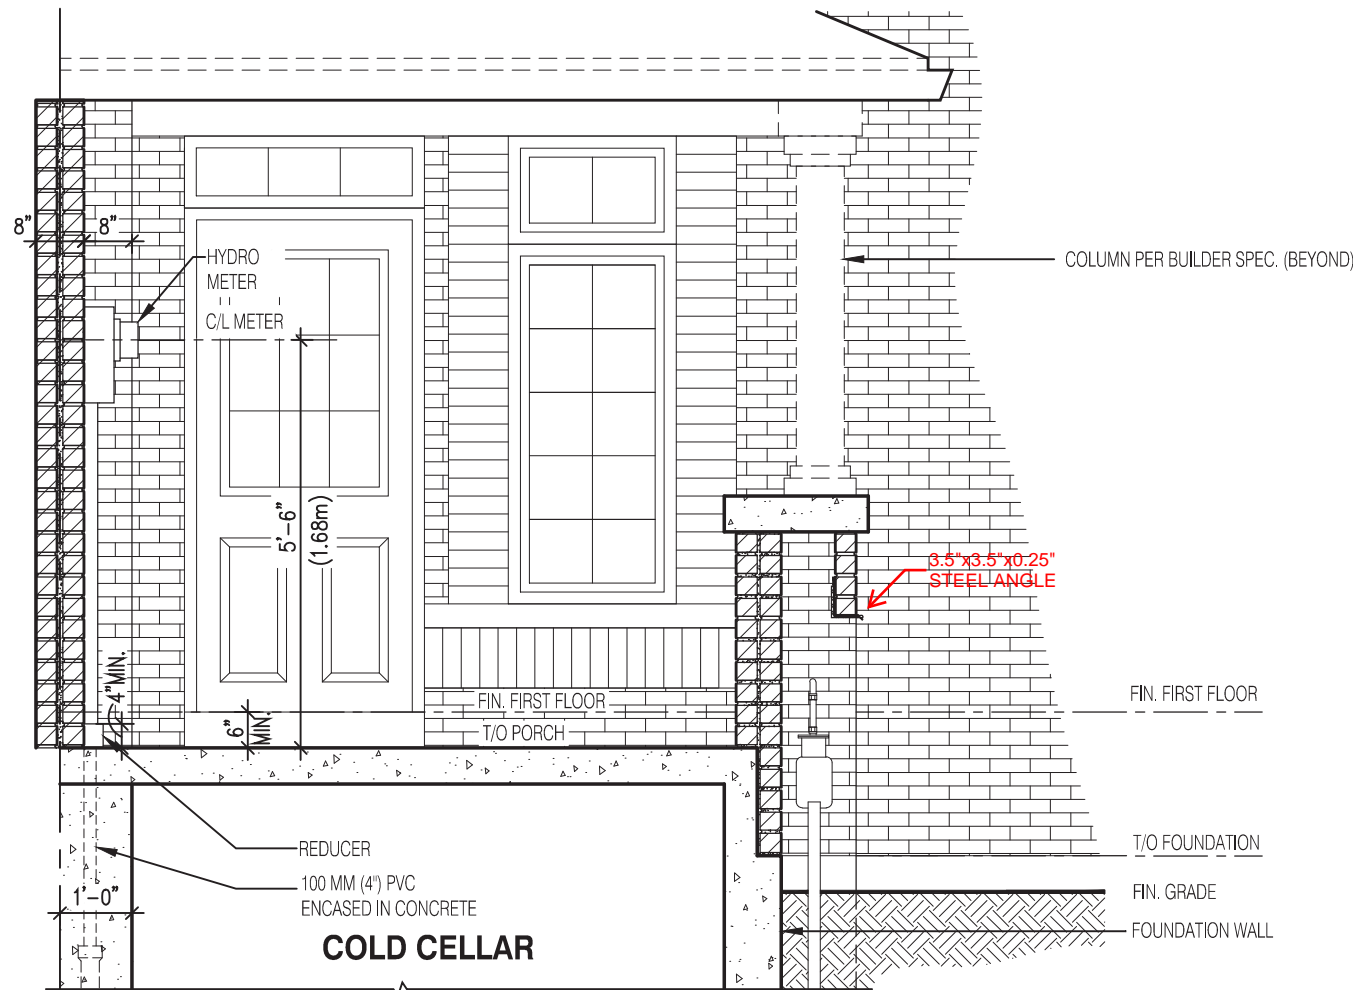 8"
8"
HYDRO
METER
C/L METER
COLUMN PER BUILDER SPEC. (BEYOND)
5'-6"
(1.68m)
3.5"x3.5"x0.25"
STEEL ANGLE
4"MIN.
6"
MIN.
FIN. FIRST FLOOR
T/O PORCH
FIN. FIRST FLOOR
REDUCER
T/O FOUNDATION
100 MM (4") PVC
ENCASED IN CONCRETE
1'-0"
FIN. GRADE
COLD CELLAR
FOUNDATION WALL